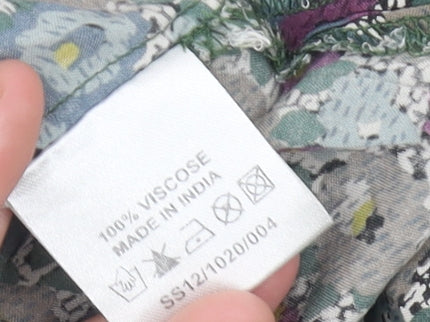 100% VISCOSE
MADE IN INDIA
SS12/1020/004